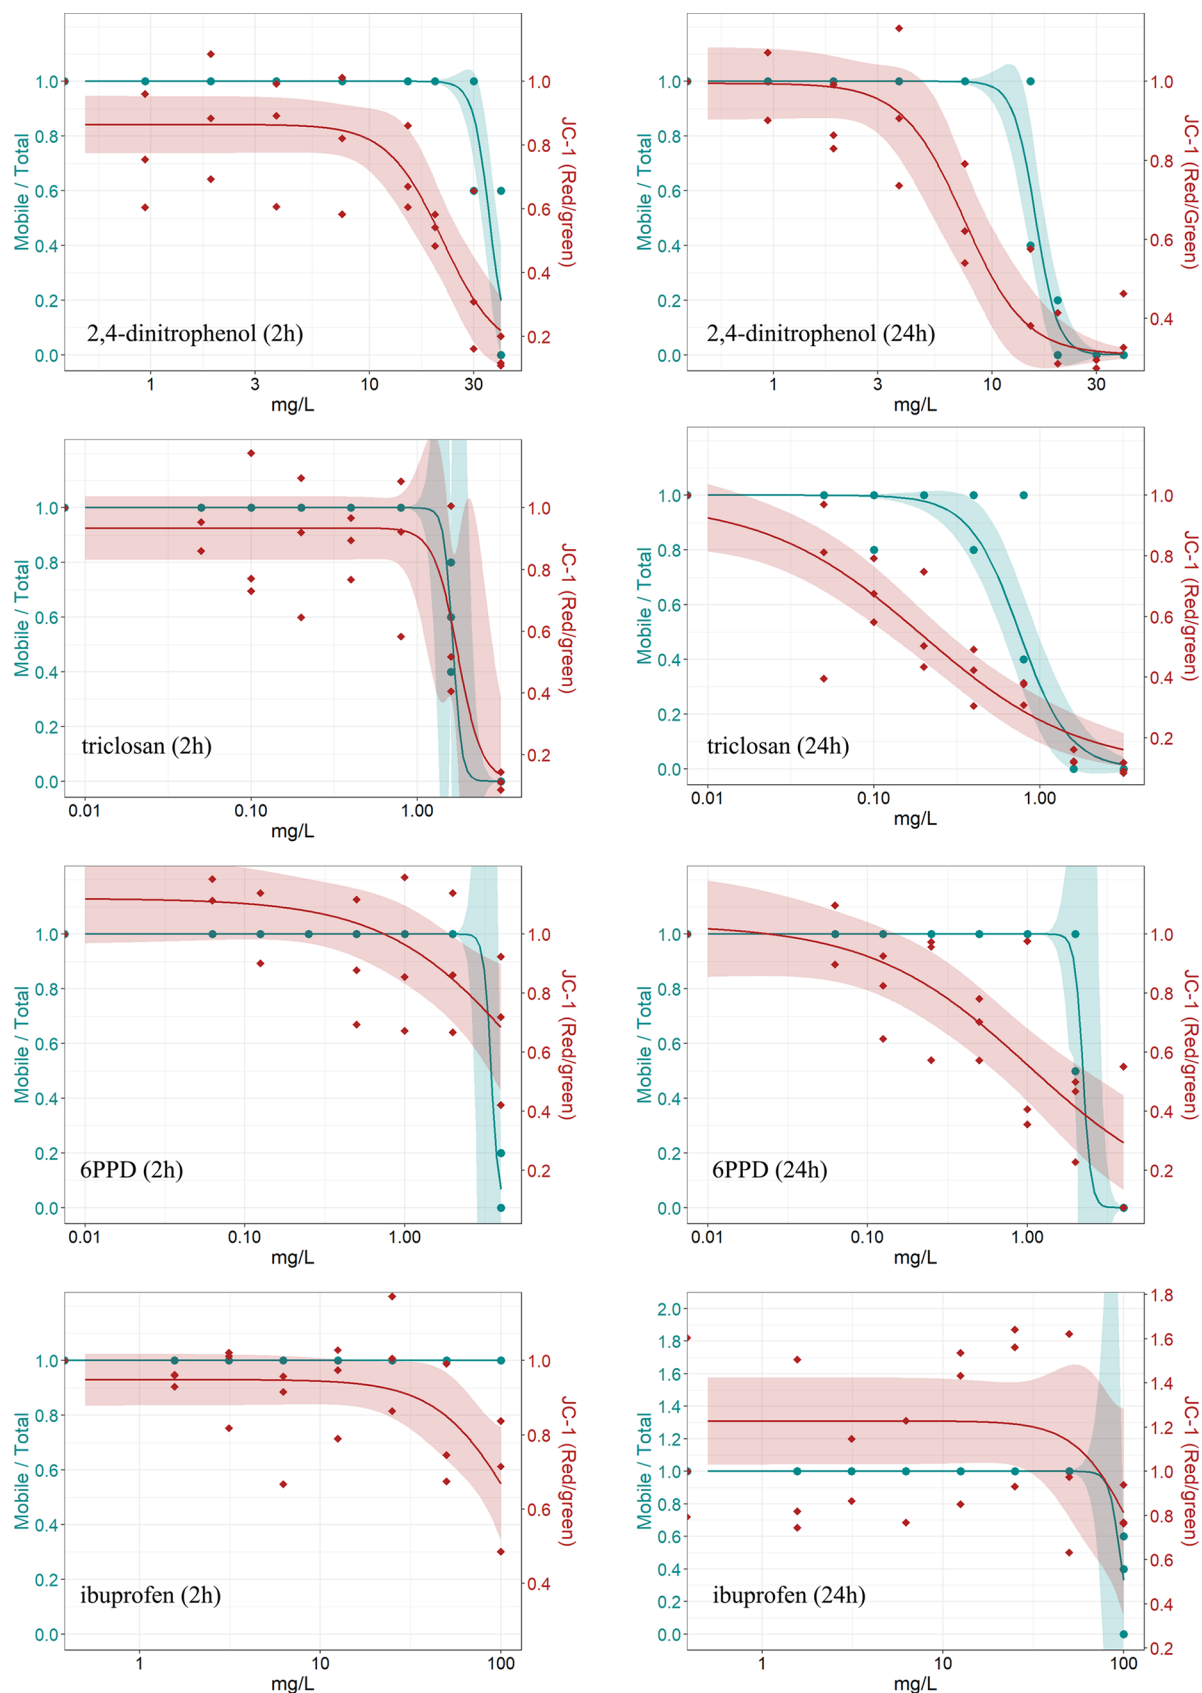 1.0
0.8
0.6
0.4
0.2
0.0
Mobile / Total
1.0
0.8
0.6
0.4
0.2
JC-1 (Red/green)
2,4-dinitrophenol (2h)
1 3 10 30
mg/L
1.0
0.8
0.6
0.4
0.2
0.0
Mobile / Total
1.0
0.8
0.6
0.4
JC-1 (Red/Green)
2,4-dinitrophenol (24h)
1 3 10 30
mg/L
1.0
0.8
0.6
0.4
0.2
0.0
Mobile / Total
1.0
0.8
0.6
0.4
0.2
JC-1 (Red/green)
triclosan (2h)
0.01 0.10 1.00
mg/L
1.0
0.8
0.6
0.4
0.2
0.0
Mobile / Total
1.0
0.8
0.6
0.4
0.2
JC-1 (Red/green)
triclosan (24h)
0.01 0.10 1.00
mg/L
1.0
0.8
0.6
0.4
0.2
0.0
Mobile / Total
1.0
0.8
0.6
0.4
0.2
JC-1 (Red/green)
6PPD (2h)
0.01 0.10 1.00
mg/L
1.0
0.8
0.6
0.4
0.2
0.0
Mobile / Total
1.0
0.8
0.6
0.4
0.2
JC-1 (Red/green)
6PPD (24h)
0.01 0.10 1.00
mg/L
1.0
0.8
0.6
0.4
0.2
0.0
Mobile / Total
1.0
0.8
0.6
0.4
JC-1 (Red/green)
ibuprofen (2h)
1 10 100
mg/L
2.0
1.8
1.6
1.4
1.2
1.0
0.8
0.6
0.4
0.2
0.0
Mobile / Total
1.8
1.6
1.4
1.2
1.0
0.8
0.6
0.4
0.2
JC-1 (Red/green)
ibuprofen (24h)
1 10 100
mg/L